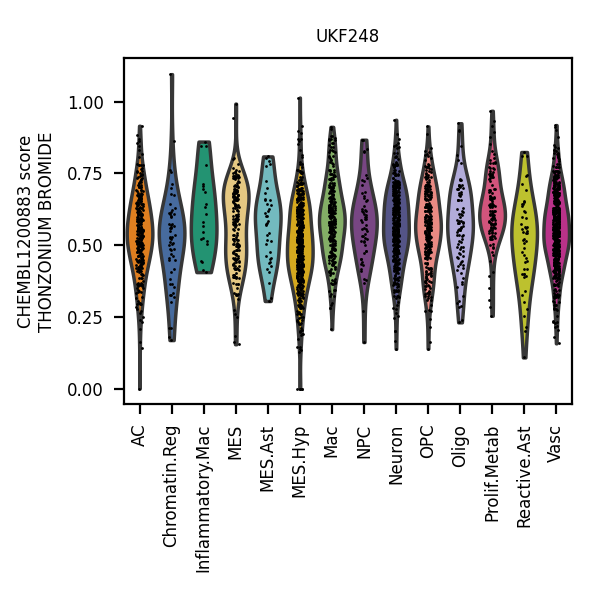 UKF248
CHEMBL1200883 score
THONZONIUM BROMIDE
1.00
0.75
0.50
0.25
0.00
AC
Chromatin.Reg
Inflammatory.Mac
MES
MES.Ast
MES.Hyp
Mac
NPC
Neuron
OPC
Oligo
Prolif.Metab
Reactive.Ast
Vasc